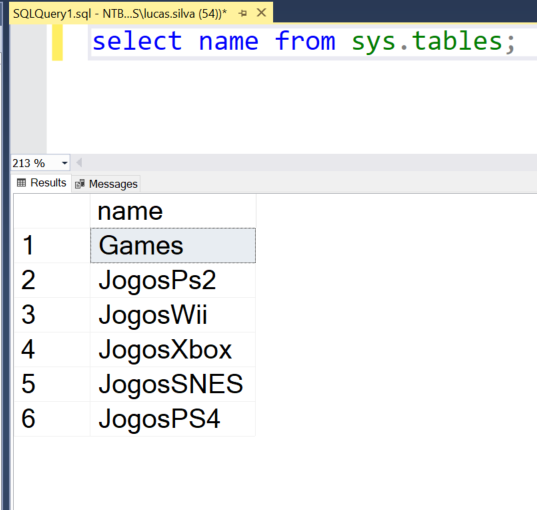 SQLQuery1.sql - NTB...S\lucas.silva (54))*
select name from sys.tables;
213 %
Results Messages
name
1 Games
2 JogosPs2
3 JogosWii
4 JogosXbox
5 JogosSNES
6 JogosPS4